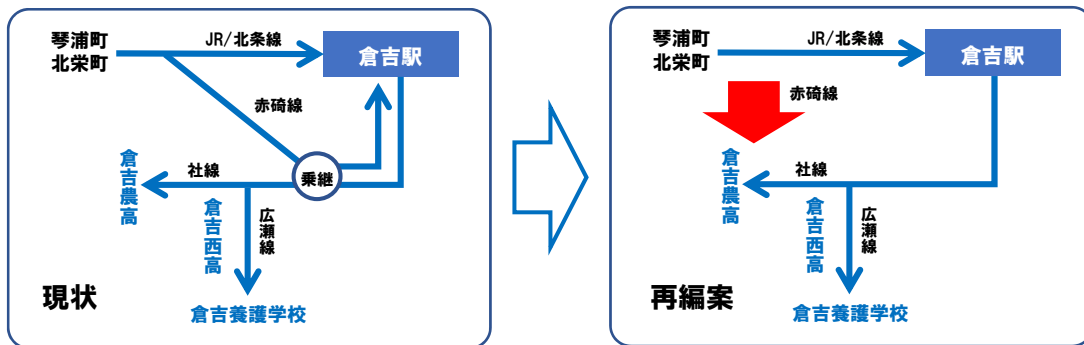 琴浦町
北栄町
JR/北条線
倉吉駅
赤碕線
乗継
社線
倉吉農高
倉吉西高
広瀬線
倉吉養護学校
現状
琴浦町
北栄町
JR/北条線
倉吉駅
赤碕線
社線
倉吉農高
倉吉西高
広瀬線
倉吉養護学校
再編案